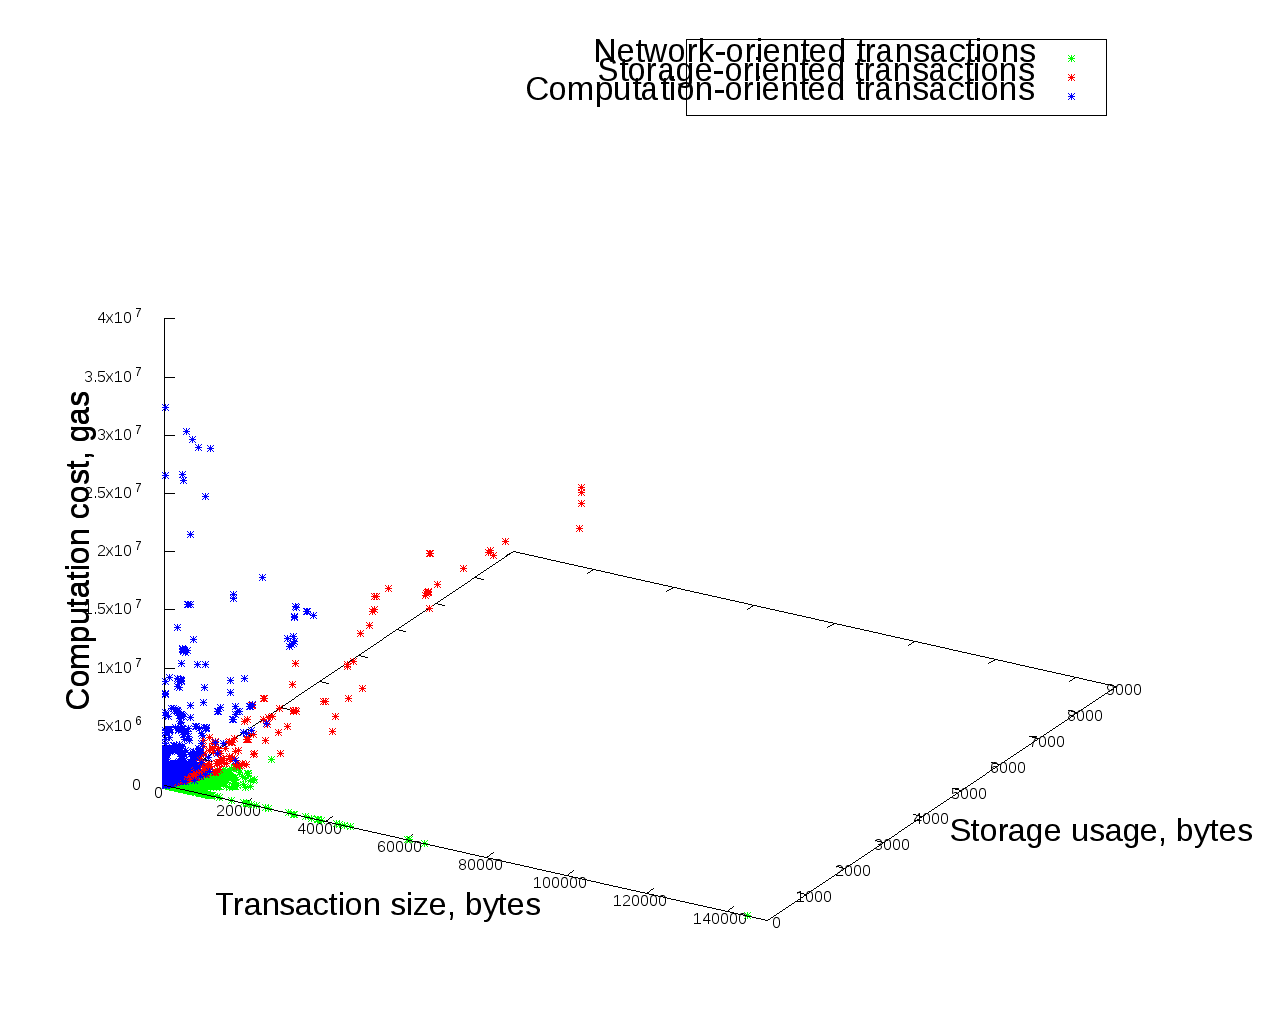 Network-oriented transactions
Storage-oriented transactions
Computation-oriented transactions
4x10^7
3.5x10^7
3x10^7
2.5x10^7
2x10^7
1.5x10^7
1x10^7
5x10^6
0
Computation cost, gas
0
20000
40000
60000
80000
100000
120000
140000
Transaction size, bytes
0
1000
2000
3000
4000
5000
6000
7000
8000
9000
Storage usage, bytes